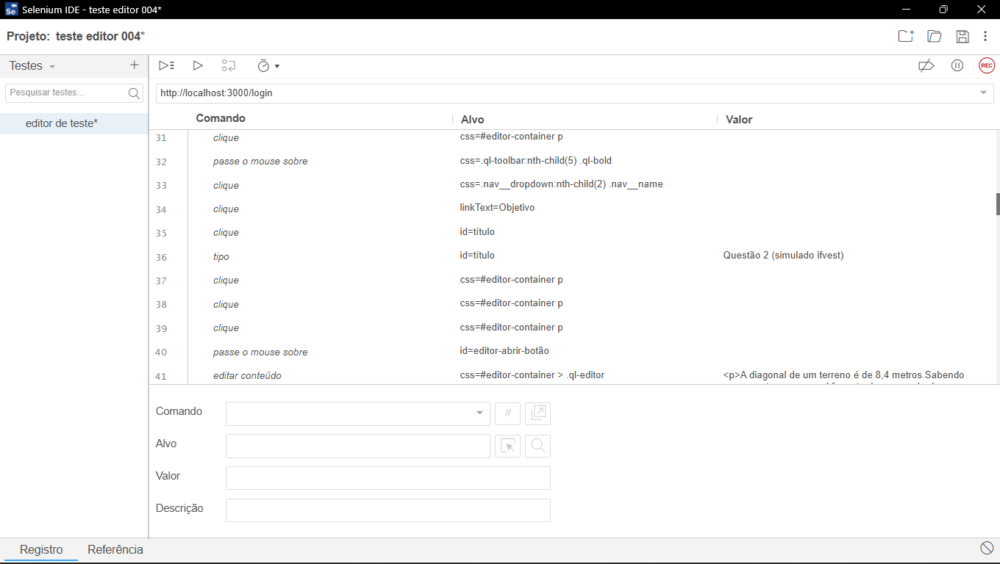 Selenium IDE - teste editor 004*
Projeto: teste editor 004*
Testes
REC
Pesquisar testes...
http://localhost:3000/login
editor de teste*
Comando Alvo Valor
31 clique css=#editor-container p
32 passe o mouse sobre css=.ql-toolbar:nth-child(5) .ql-bold
33 clique css=.nav__dropdown:nth-child(2) .nav__name
34 clique linkText=Objetivo
35 clique id=título
36 tipo id=título Questão 2 (simulado ifvest)
37 clique css=#editor-container p
38 clique css=#editor-container p
39 clique css=#editor-container p
40 passe o mouse sobre id=editor-abrir-botão
41 editar conteúdo css=#editor-container > .ql-editor <p>A diagonal de um terreno é de 8,4 metros.Sabendo
Comando //
Alvo
Valor
Descrição
Registro Referência